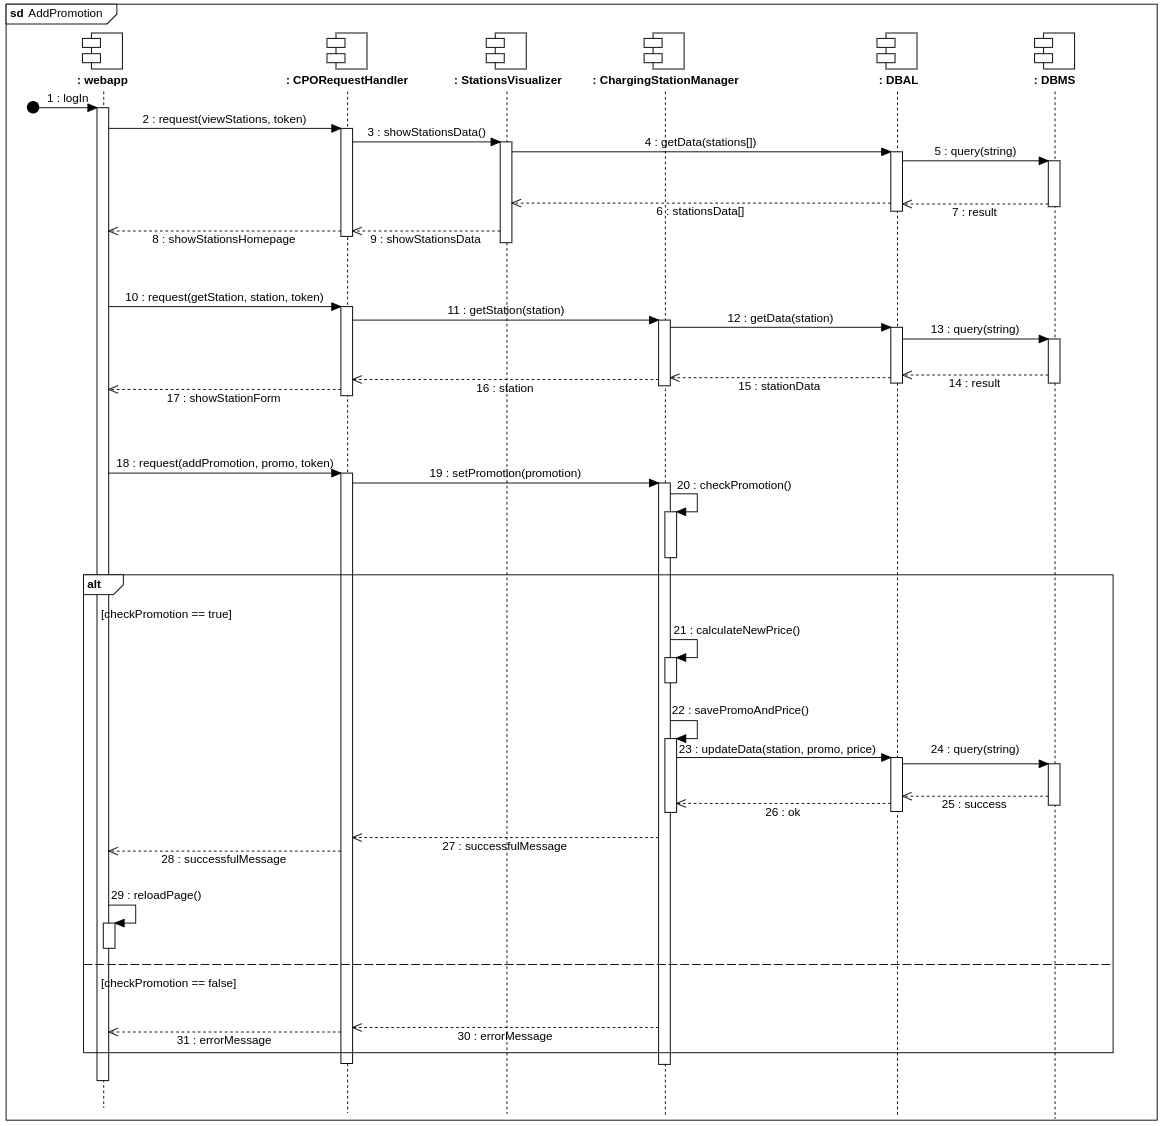 sd AddPromotion
: webapp
: CPORequestHandler
: StationsVisualizer
: ChargingStationManager
: DBAL
: DBMS
1 : logIn
2 : request(viewStations, token)
3 : showStationsData()
4 : getData(stations[])
5 : query(string)
6 : stationsData[]
7 : result
8 : showStationsHomepage
9 : showStationsData
10 : request(getStation, station, token)
11 : getStation(station)
12 : getData(station)
13 : query(string)
14 : result
15 : stationData
16 : station
17 : showStationForm
18 : request(addPromotion, promo, token)
19 : setPromotion(promotion)
20 : checkPromotion()
alt
[checkPromotion == true]
21 : calculateNewPrice()
22 : savePromoAndPrice()
23 : updateData(station, promo, price)
24 : query(string)
25 : success
26 : ok
27 : successfulMessage
28 : successfulMessage
29 : reloadPage()
[checkPromotion == false]
30 : errorMessage
31 : errorMessage